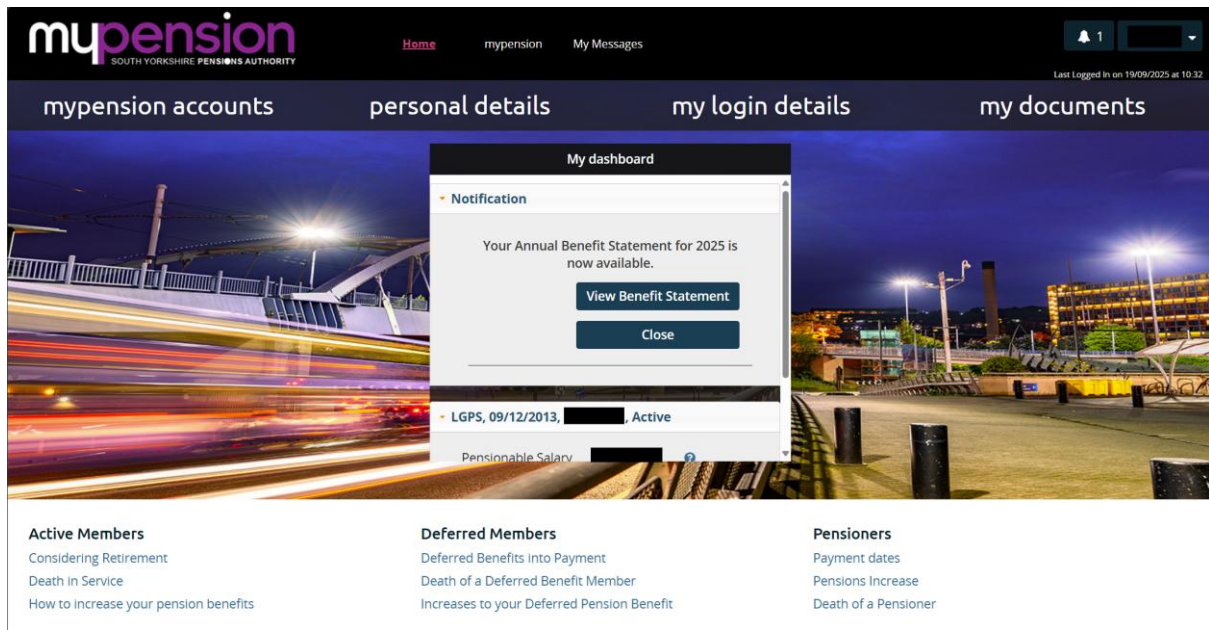 mypension
SOUTH YORKSHIRE PENSIONS AUTHORITY
Home mypension My Messages
1
Last Logged In on 19/09/2025 at 10:32
mypension accounts personal details my login details my documents
My dashboard
Notification
Your Annual Benefit Statement for 2025 is
now available.
View Benefit Statement
Close
LGPS, 09/12/2013, , Active
Pensionable Salary ?
Active Members
Considering Retirement
Death in Service
How to increase your pension benefits
Deferred Members
Deferred Benefits into Payment
Death of a Deferred Benefit Member
Increases to your Deferred Pension Benefit
Pensioners
Payment dates
Pensions Increase
Death of a Pensioner